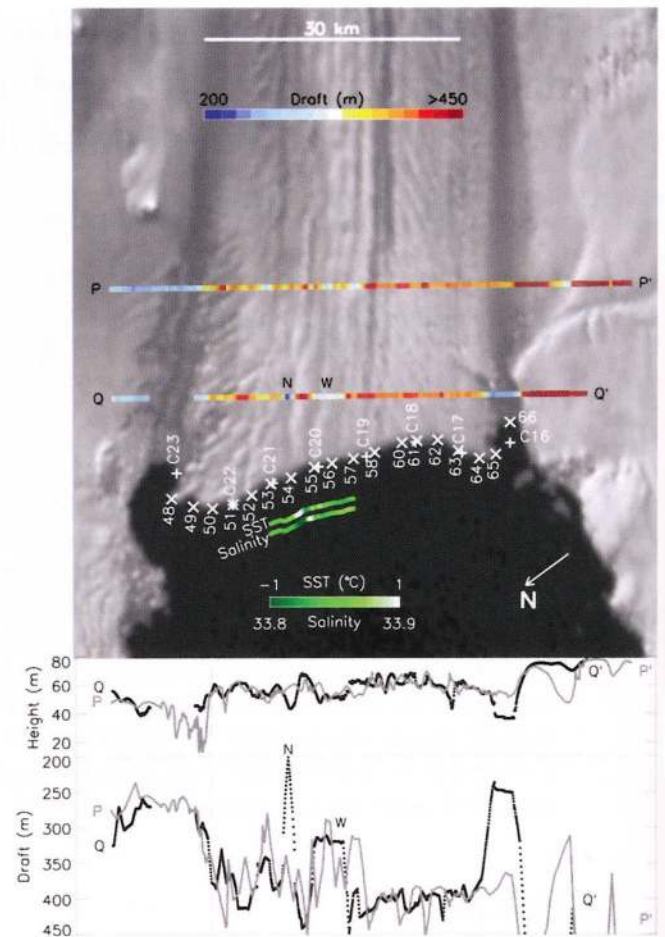 30 km
200 Draft (m) >450
P P'
N W
Q Q'
C23 C22 C21 C20 C19 C18 C17 C16
48 49 50 51 52 53 54 55 56 57 58 60 61 62 63 64 65 66
SST
Salinity
SST (°C)
-1 1
33.8 Salinity 33.9
N
Height (m)
80
60
40
20
Q Q'
P P'
Draft (m)
200
250
300
350
400
450
N
P
Q
W
Q'
P'